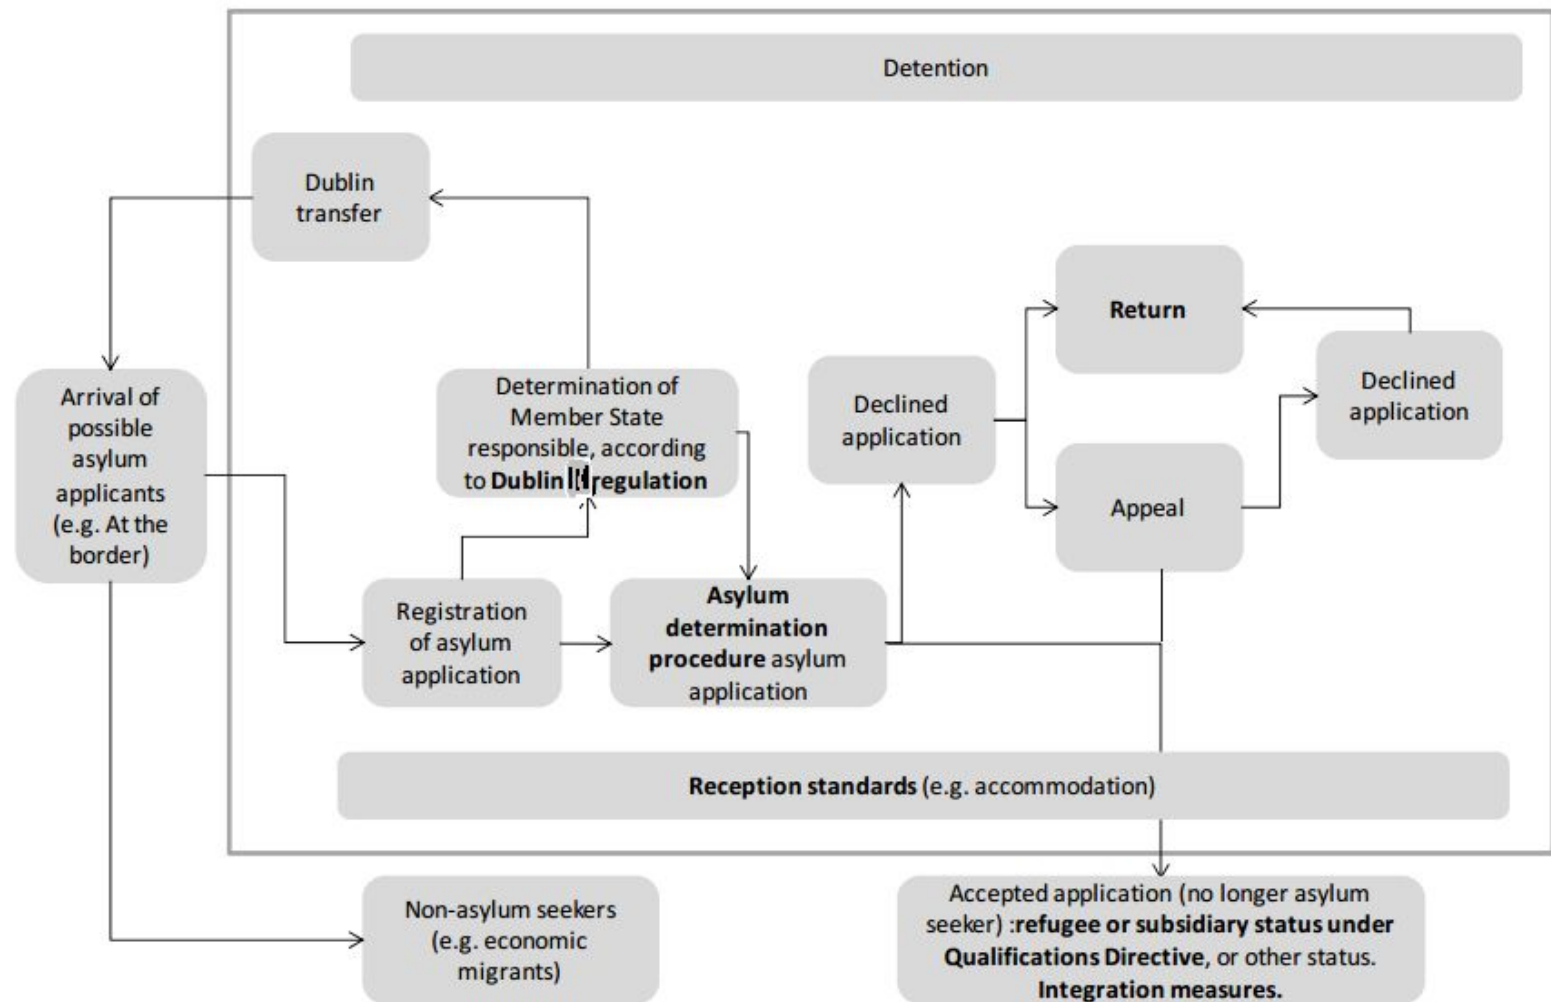 Detention
Dublin
transfer
Return
Declined
application
Arrival of
possible
asylum
applicants
(e.g. At the
border)
Determination of
Member State
responsible, according
to Dublin regulation
Declined
application
Appeal
Registration
of asylum
application
Asylum
determination
procedure asylum
application
Reception standards (e.g. accommodation)
Non-asylum seekers
(e.g. economic
migrants)
Accepted application (no longer asylum
seeker) :refugee or subsidiary status under
Qualifications Directive, or other status.
Integration measures.